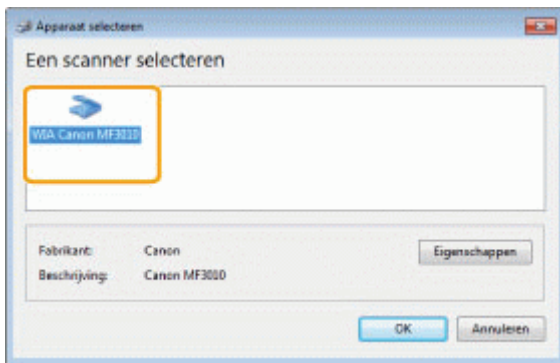 Apparaat selecteren
Een scanner selecteren
WIA Canon MF3010
Fabrikant: Canon
Eigenschappen
Beschrijving: Canon MF3010
OK Annuleren